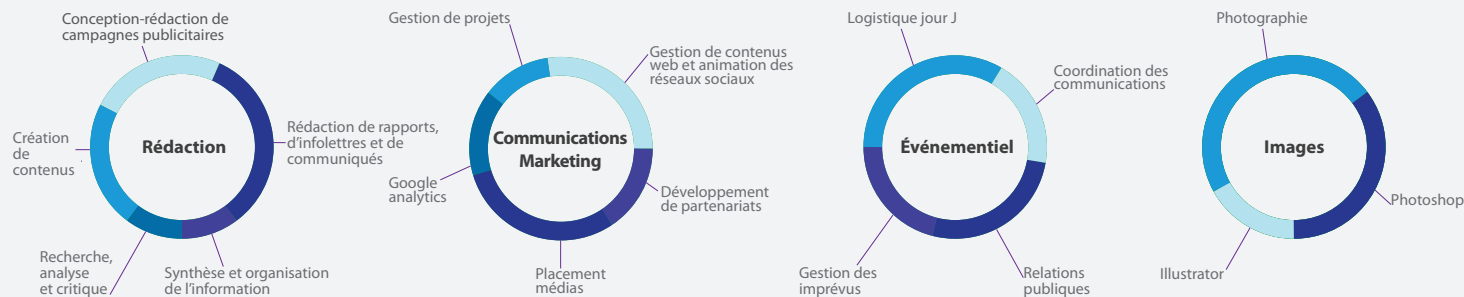 Conception-rédaction de
campagnes publicitaires
Création
de
contenus
Rédaction
Rédaction de rapports,
d'infolettres et de
communiqués
Recherche,
analyse
et critique
Synthèse et organisation
de l'information
Gestion de projets
Gestion de contenus
web et animation des
réseaux sociaux
Communications
Marketing
Google
analytics
Développement
de partenariats
Placement
médias
Logistique jour J
Coordination des
communications
Événementiel
Gestion des
imprévus
Relations
publiques
Photographie
Images
Photoshop
Illustrator